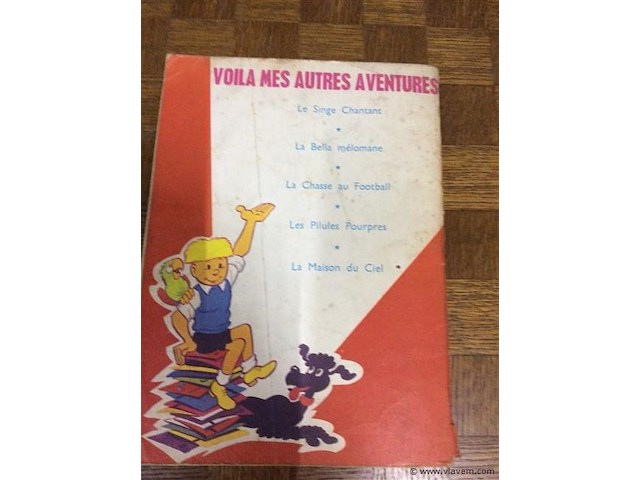 VOILA MES AUTRES AVENTURES
Le Singe Chantant
La Bella mélomane
La Chasse au Football
Les Pilules Pourpres
La Maison du Ciel
© www.vlavem.com